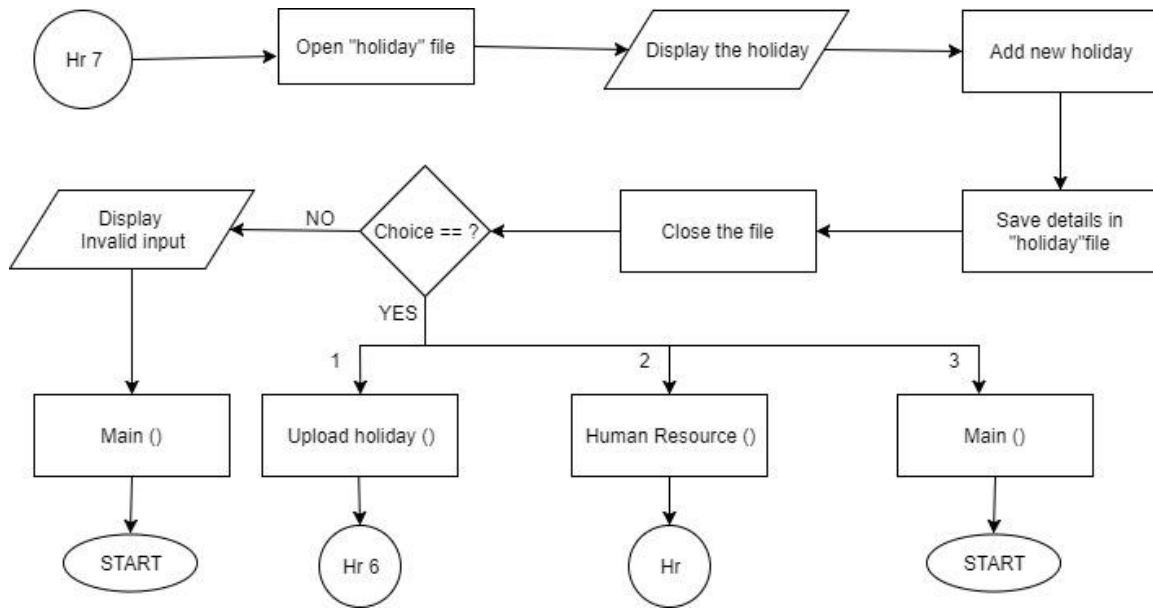 Hr 7
Open "holiday" file
Display the holiday
Add new holiday
Display
Invalid input
NO
Choice == ?
Close the file
Save details in
"holiday"file
YES
1
2
3
Main ()
Upload holiday ()
Human Resource ()
Main ()
START
Hr 6
Hr
START